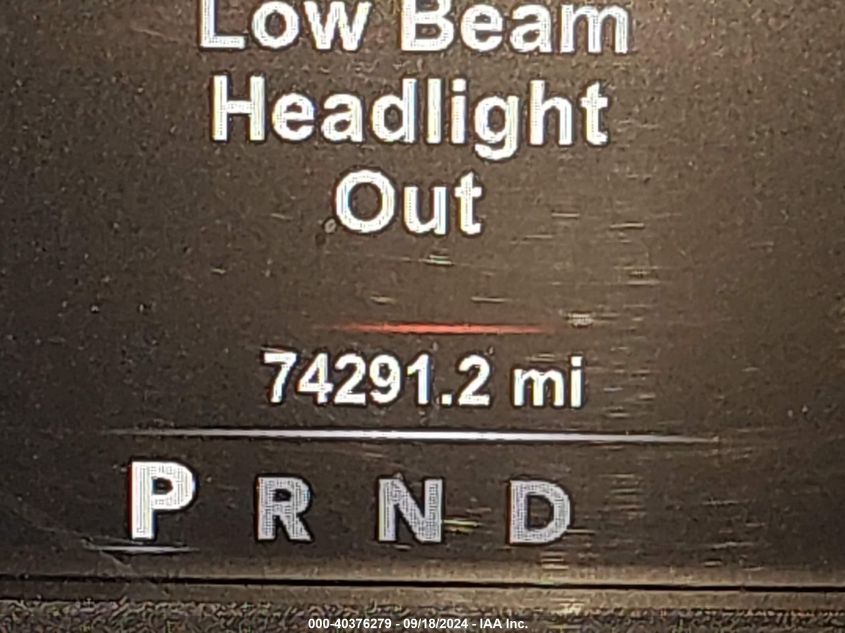 Low Beam
Headlight
Out
74291.2 mi
P R N D
000-40376279 - 09/18/2024 - IAA Inc.